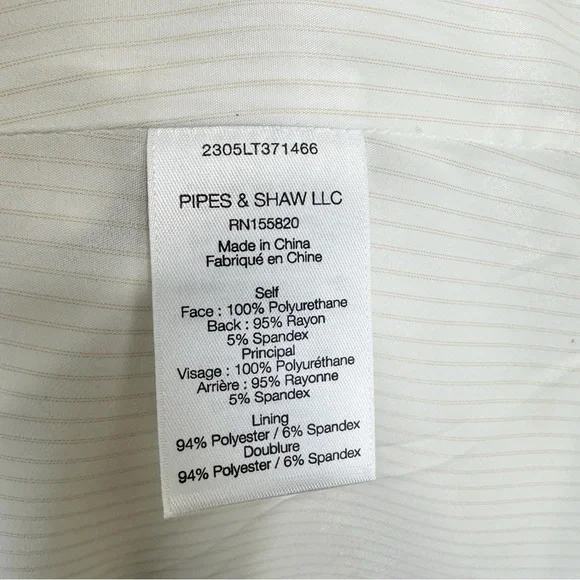 2305LT371466
PIPES & SHAW LLC
RN155820
Made in China
Fabriqué en Chine
Self
Face : 100% Polyurethane
Back : 95% Rayon
5% Spandex
Principal
Visage : 100% Polyuréthane
Arrière : 95% Rayonne
5% Spandex
Lining
94% Polyester / 6% Spandex
Doublure
94% Polyester / 6% Spandex